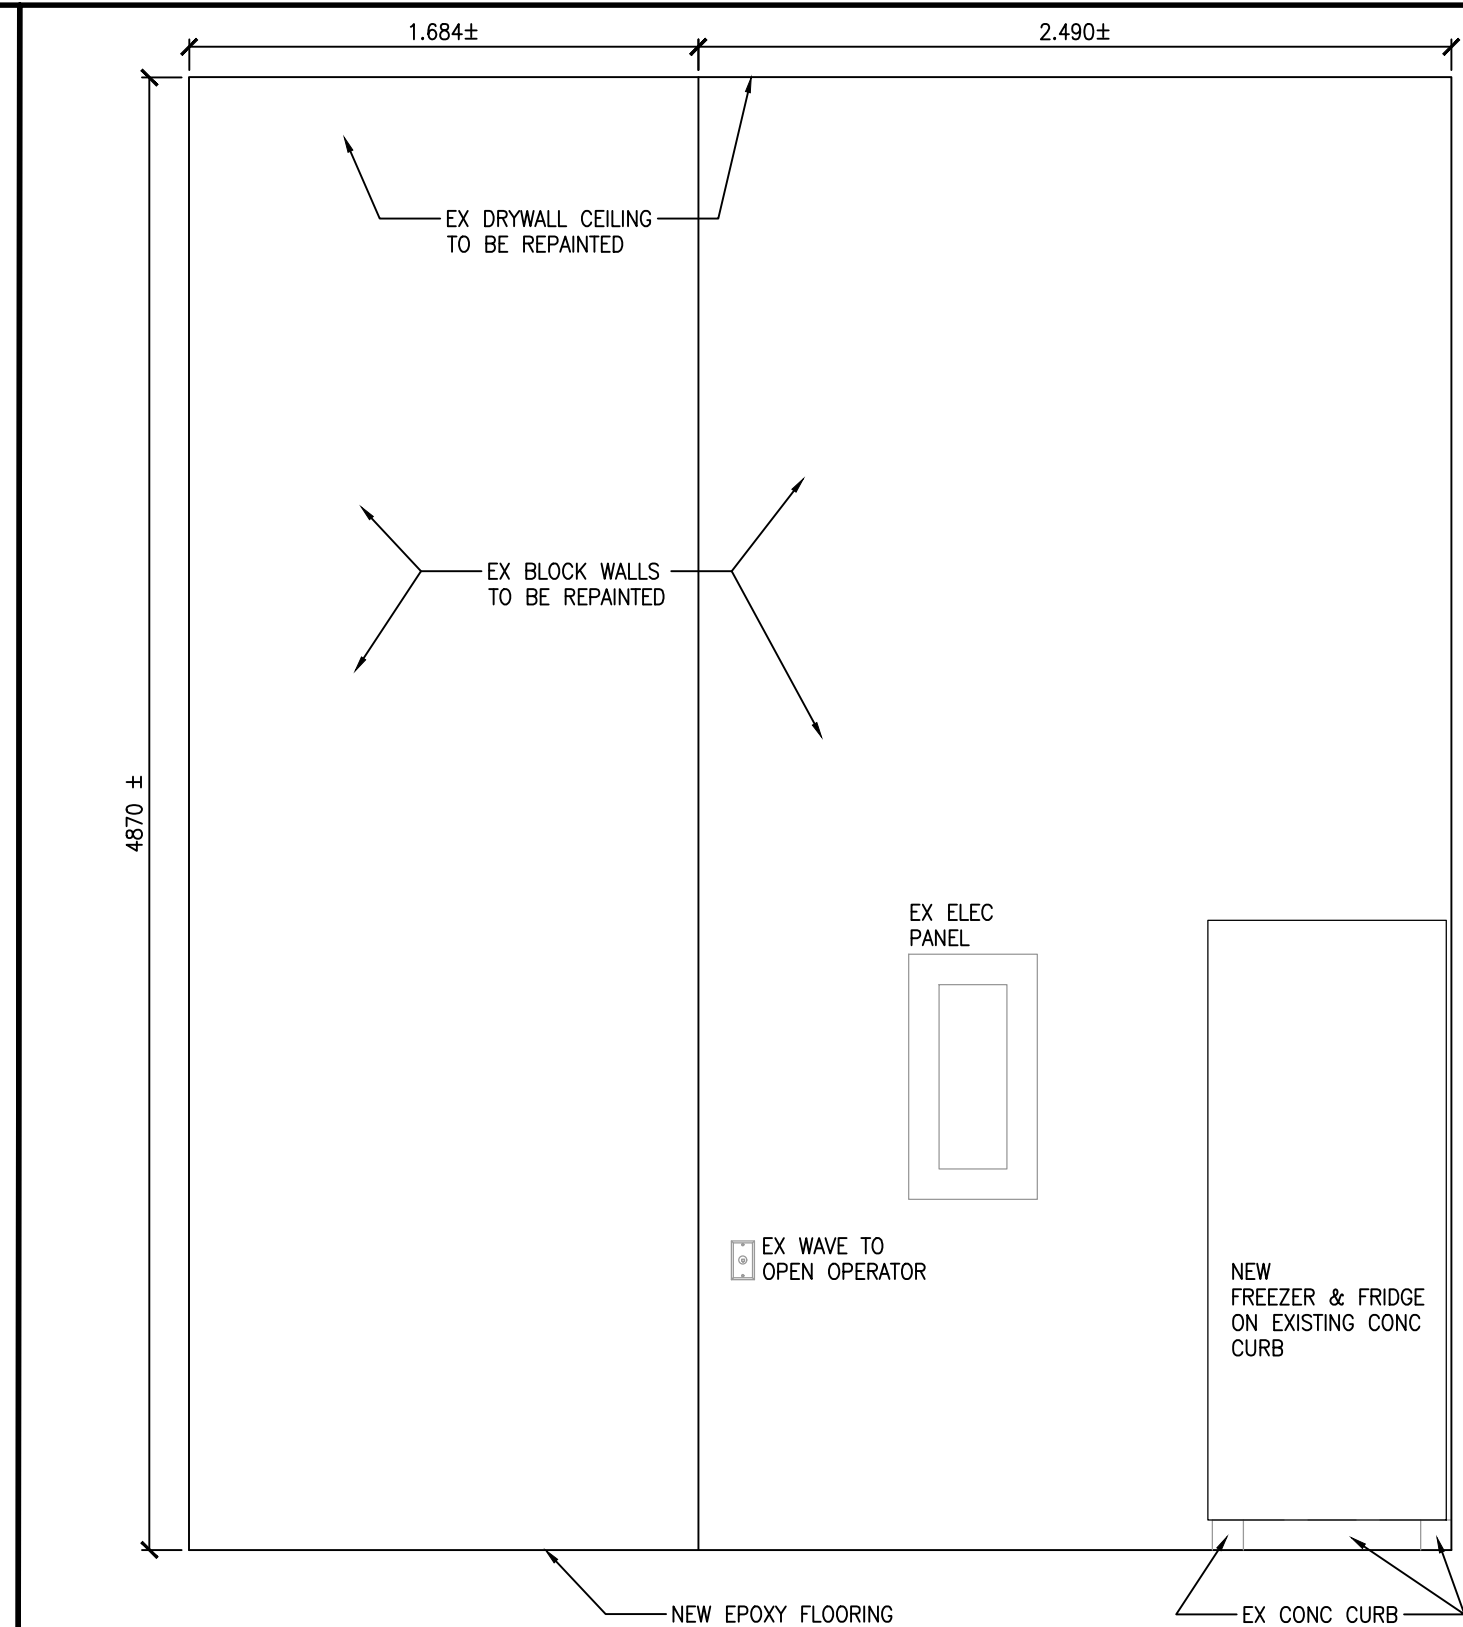 1.684±
2.490±
EX DRYWALL CEILING
TO BE REPAINTED
EX BLOCK WALLS
TO BE REPAINTED
4870 ±
EX ELEC
PANEL
EX WAVE TO
OPEN OPERATOR
NEW
FREEZER & FRIDGE
ON EXISTING CONC
CURB
NEW EPOXY FLOORING
EX CONC CURB